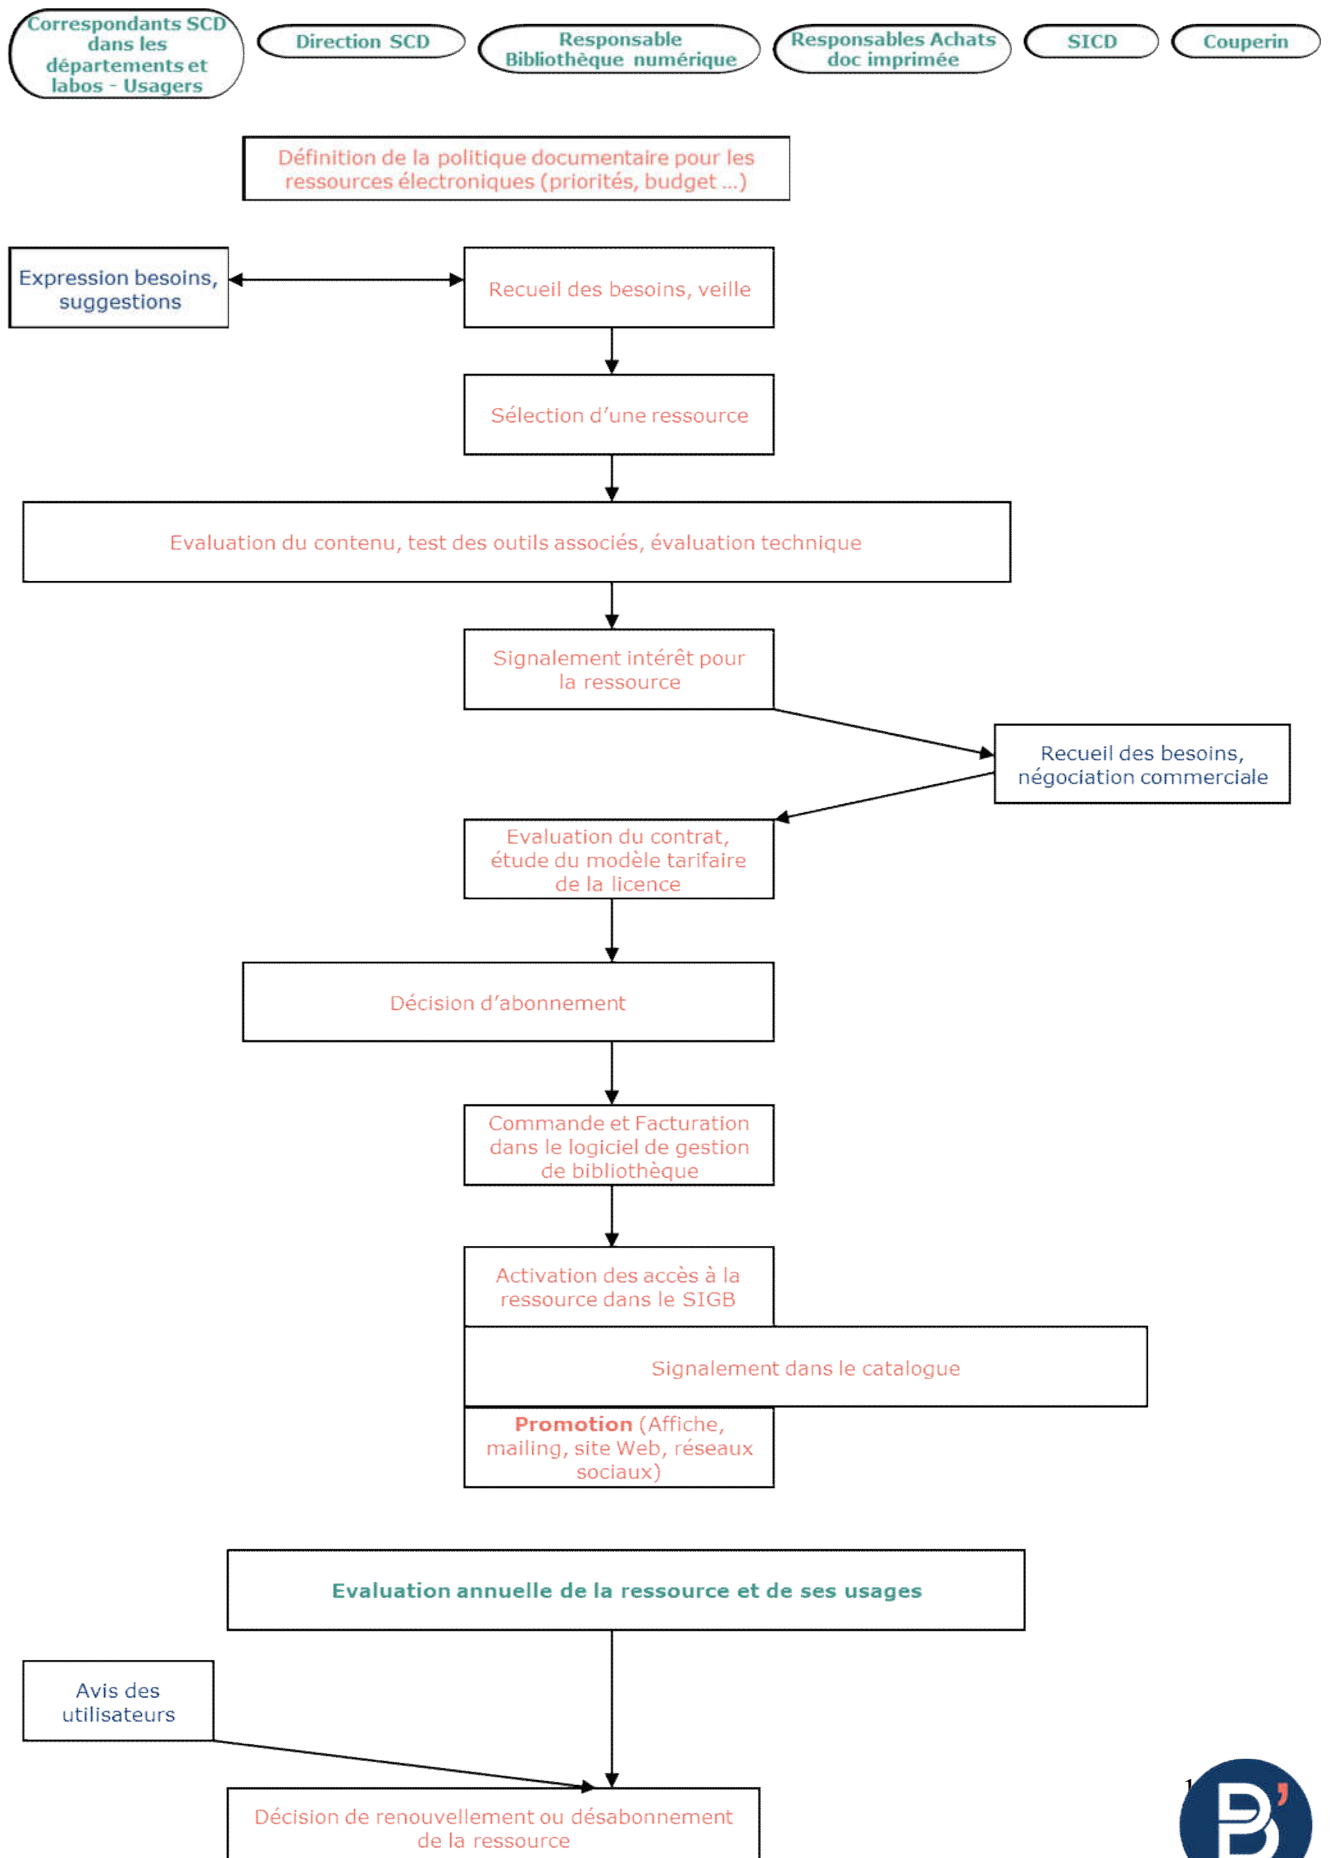 Correspondants SCD
dans les
départements et
labos - Usagers
Direction SCD
Responsable
Bibliothèque numérique
Responsables Achats
doc imprimée
SICD
Couperin
Définition de la politique documentaire pour les
ressources électroniques (priorités, budget ...)
Expression besoins,
suggestions
Recueil des besoins, veille
Sélection d’une ressource
Evaluation du contenu, test des outils associés, évaluation technique
Signalement intérêt pour
la ressource
Recueil des besoins,
négociation commerciale
Evaluation du contrat,
étude du modèle tarifaire
de la licence
Décision d’abonnement
Commande et Facturation
dans le logiciel de gestion
de bibliothèque
Activation des accès à la
ressource dans le SIGB
Signalement dans le catalogue
Promotion (Affiche,
mailing, site Web, réseaux
sociaux)
Evaluation annuelle de la ressource et de ses usages
Avis des
utilisateurs
Décision de renouvellement ou désabonnement
de la ressource
1
B’